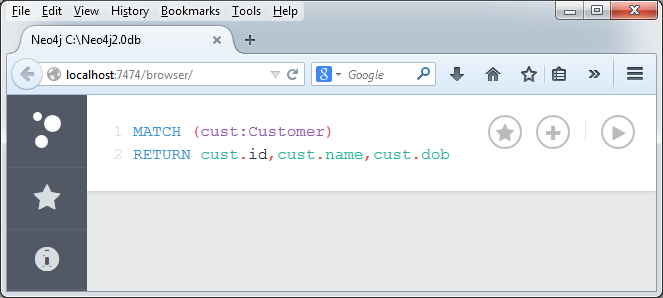 File Edit View History Bookmarks Tools Help
Neo4j C:\Neo4j2.0db
localhost:7474/browser/ Google
1 MATCH (cust:Customer)
2 RETURN cust.id,cust.name,cust.dob